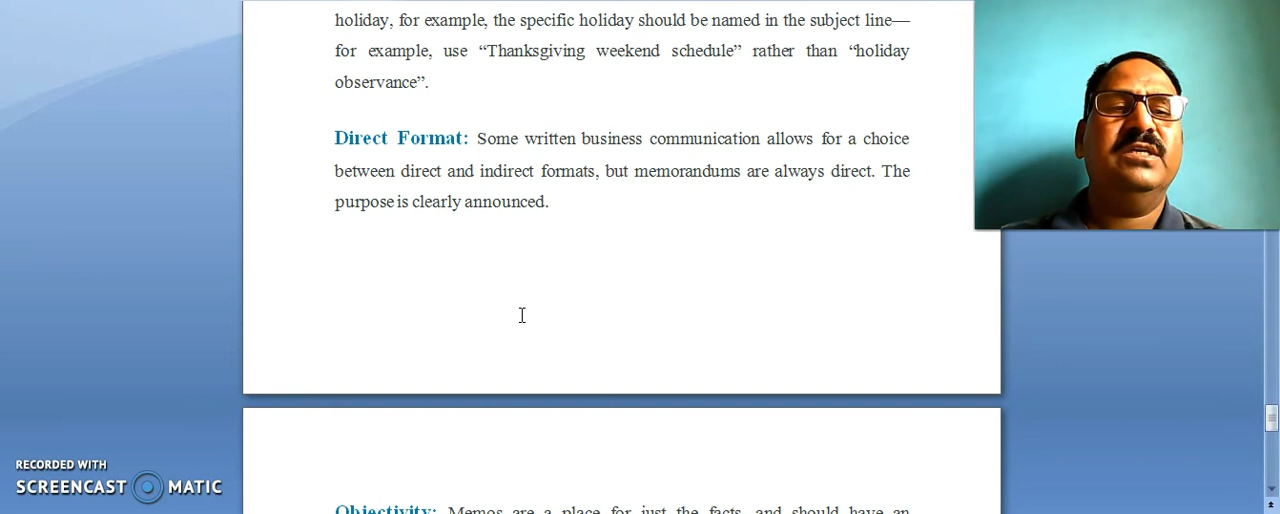 holiday, for example, the specific holiday should be named in the subject line—
for example, use “Thanksgiving weekend schedule” rather than “holiday
observance”.
Direct Format: Some written business communication allows for a choice
between direct and indirect formats, but memorandums are always direct. The
purpose is clearly announced.
Objectivity: Memos are a place for just the facts, and should have an
RECORDED WITH
SCREENCAST MATIC